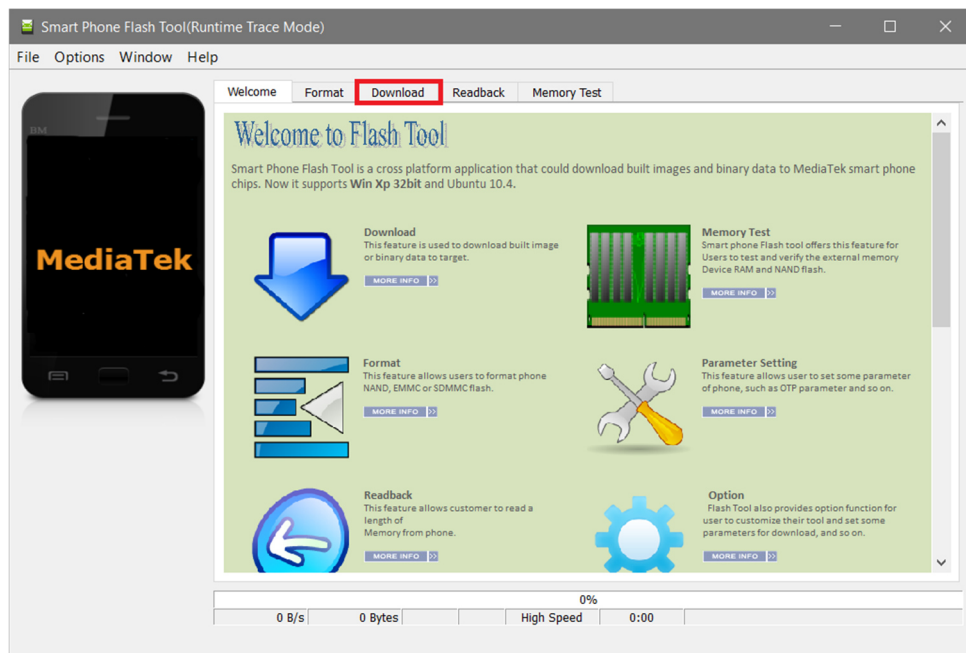 Smart Phone Flash Tool(Runtime Trace Mode)
File Options Window Help
Welcome Format Download Readback Memory Test
BM
MediaTek
Welcome to Flash Tool
Smart Phone Flash Tool is a cross platform application that could download built images and binary data to MediaTek smart phone
chips. Now it supports Win Xp 32bit and Ubuntu 10.4.
Download
This feature is used to download built image
or binary data to target.
MORE INFO
Memory Test
Smart phone Flash tool offers this feature for
Users to test and verify the external memory
Device RAM and NAND flash.
MORE INFO
Format
This feature allows users to format phone
NAND, EMMC or SDMMC flash.
MORE INFO
Parameter Setting
This feature allows user to set some parameter
of phone, such as OTP parameter and so on.
MORE INFO
Readback
This feature allows customer to read a
length of
Memory from phone.
MORE INFO
Option
Flash Tool also provides option function for
user to customize their tool and set some
parameters for download, and so on.
MORE INFO
0%
0 B/s 0 Bytes High Speed 0:00